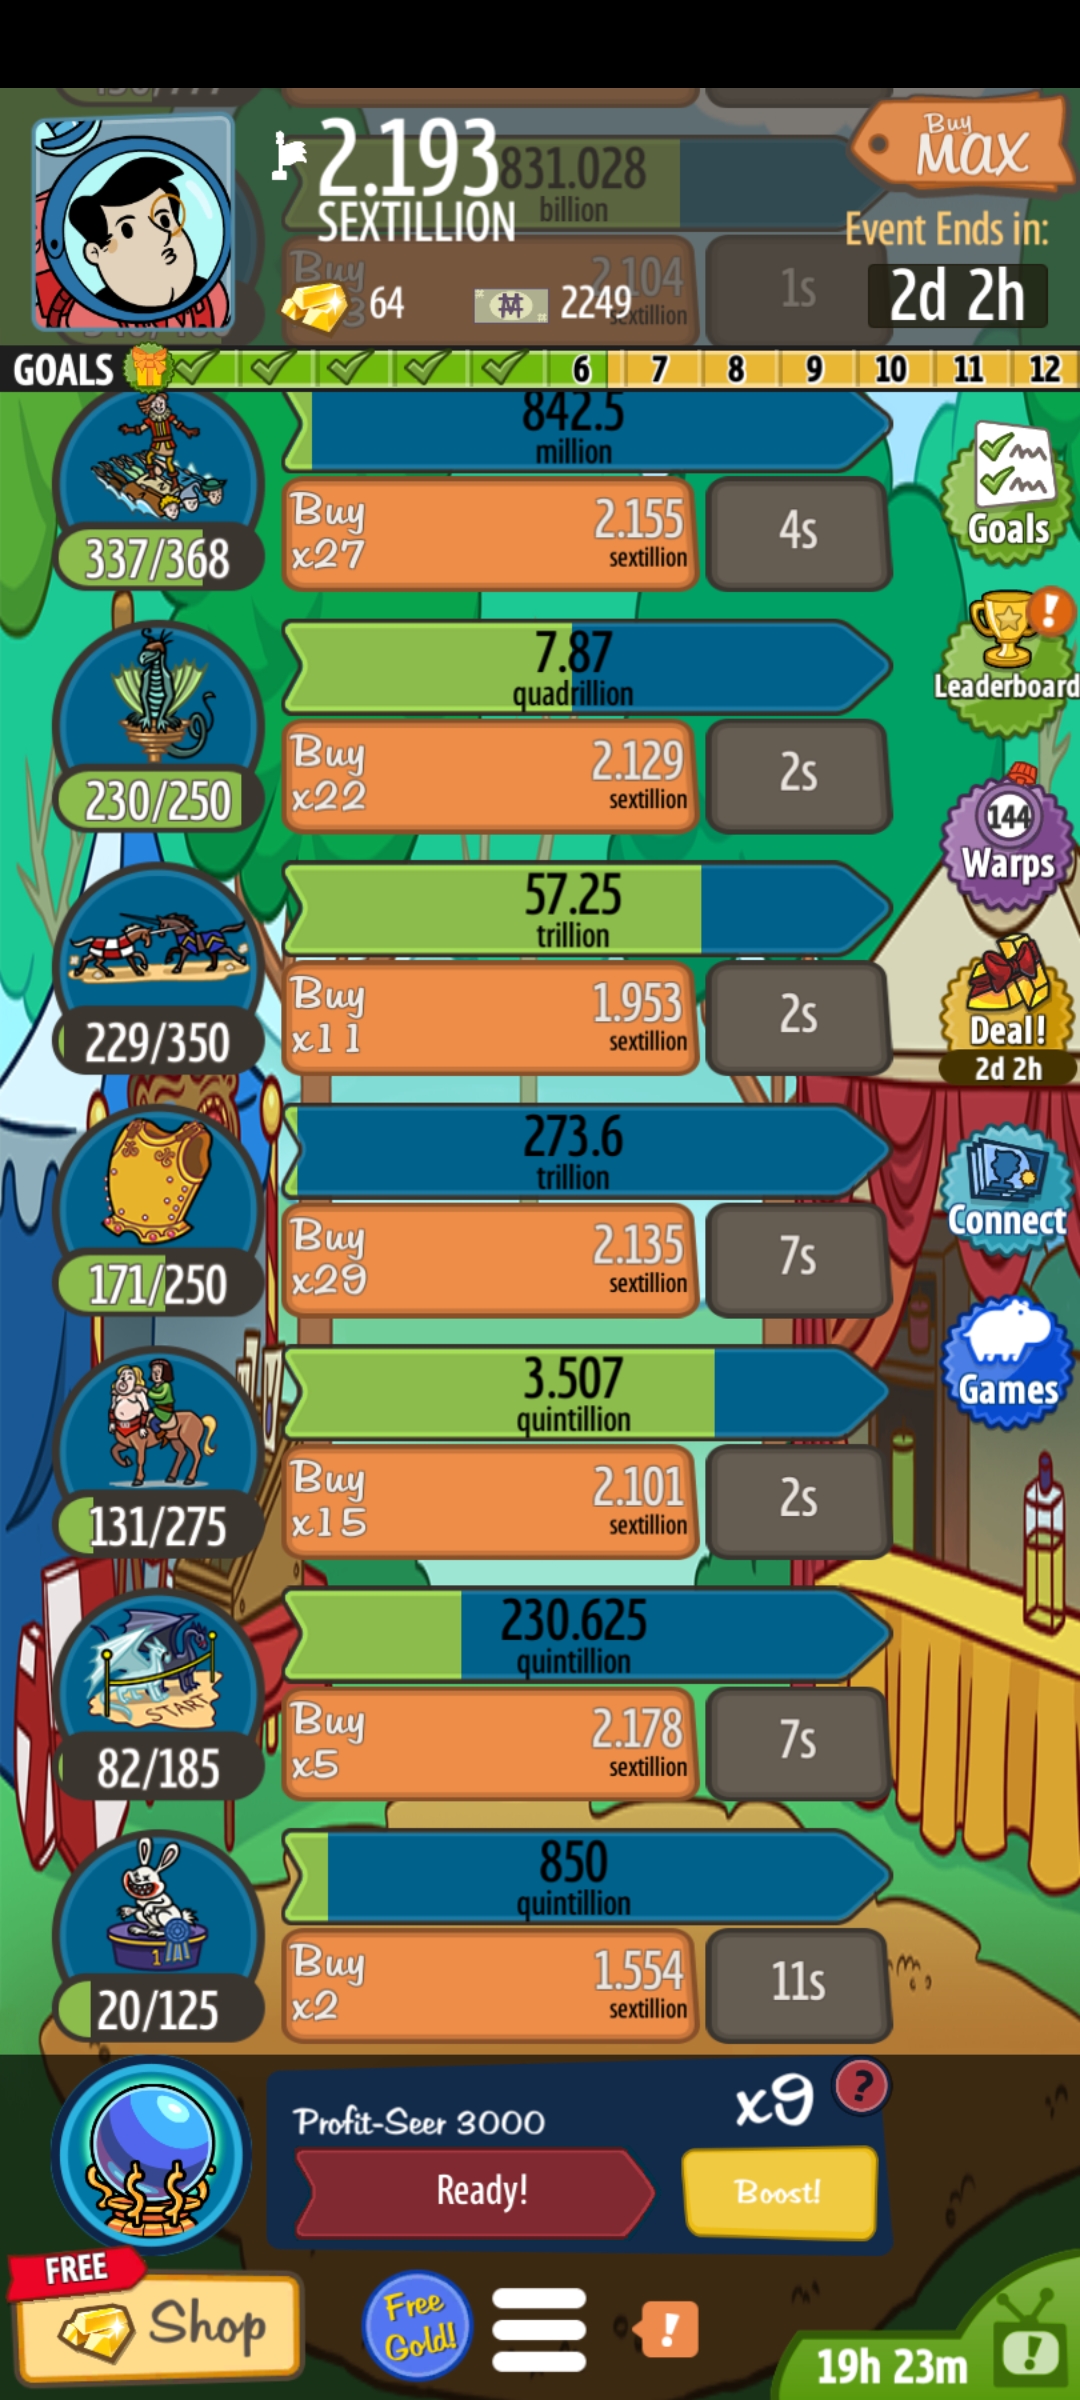 2.193
SEXTILLION
831.028
billion
Buy
MAX
Event Ends in:
2d 2h
Buy
2.104
sextillion
1s
64
2249
GOALS 6 7 8 9 10 11 12
842.5
million
337/368
Buy
x27
2.155
sextillion
4s
Goals
7.87
quadrillion
230/250
Buy
x22
2.129
sextillion
2s
!
Leaderboard
144
Warps
57.25
trillion
229/350
Buy
x11
1.953
sextillion
2s
Deal!
2d 2h
273.6
trillion
171/250
Buy
x29
2.135
sextillion
7s
Connect
3.507
quintillion
131/275
Buy
x15
2.101
sextillion
2s
Games
230.625
quintillion
START
82/185
Buy
x5
2.178
sextillion
7s
850
quintillion
1
20/125
Buy
x2
1.554
sextillion
11s
Profit-Seer 3000
x9
?
Ready!
Boost!
FREE
Shop
Free
Gold!
!
19h 23m
!